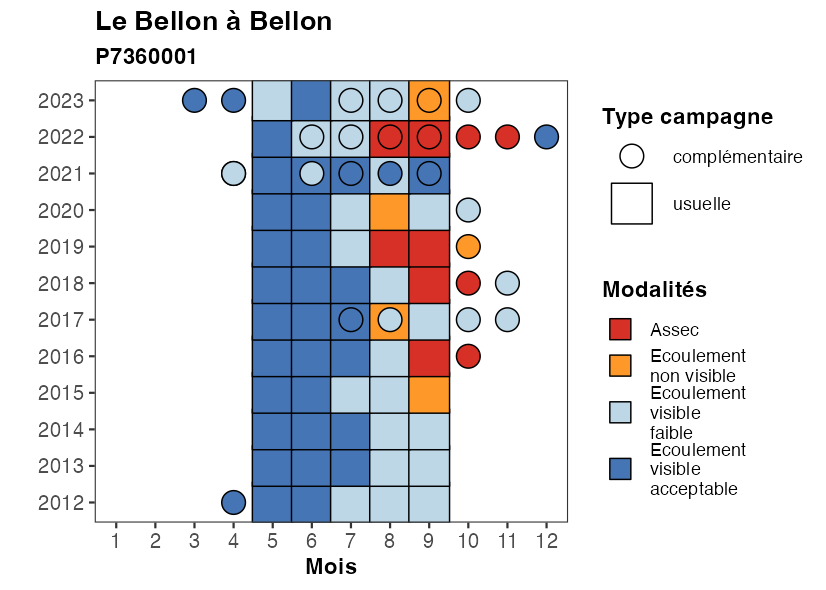 Le Bellon à Bellon
P7360001
2023
2022
2021
2020
2019
2018
2017
2016
2015
2014
2013
2012
1 2 3 4 5 6 7 8 9 10 11 12
Mois
Type campagne
complémentaire
usuelle
Modalités
Assec
Ecoulement
non visible
Ecoulement
visible
faible
Ecoulement
visible
acceptable